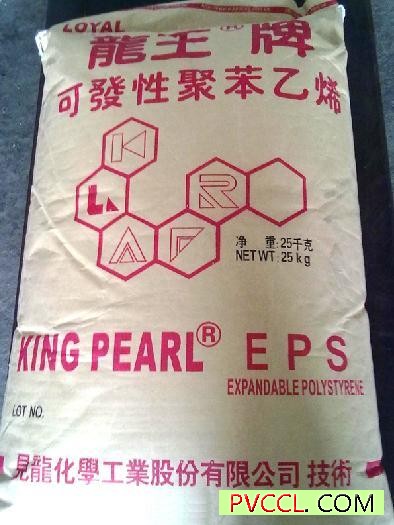 LOYAL
龍王®牌
可發性聚苯乙烯
K
L R
A F
净 重:25千克
NET WT:25kg
KING PEARL® EPS
EXPANDABLE POLYSTYRENE
LOT NO.
見龍化學工業股份有限公司 技術
PVCCL. COM